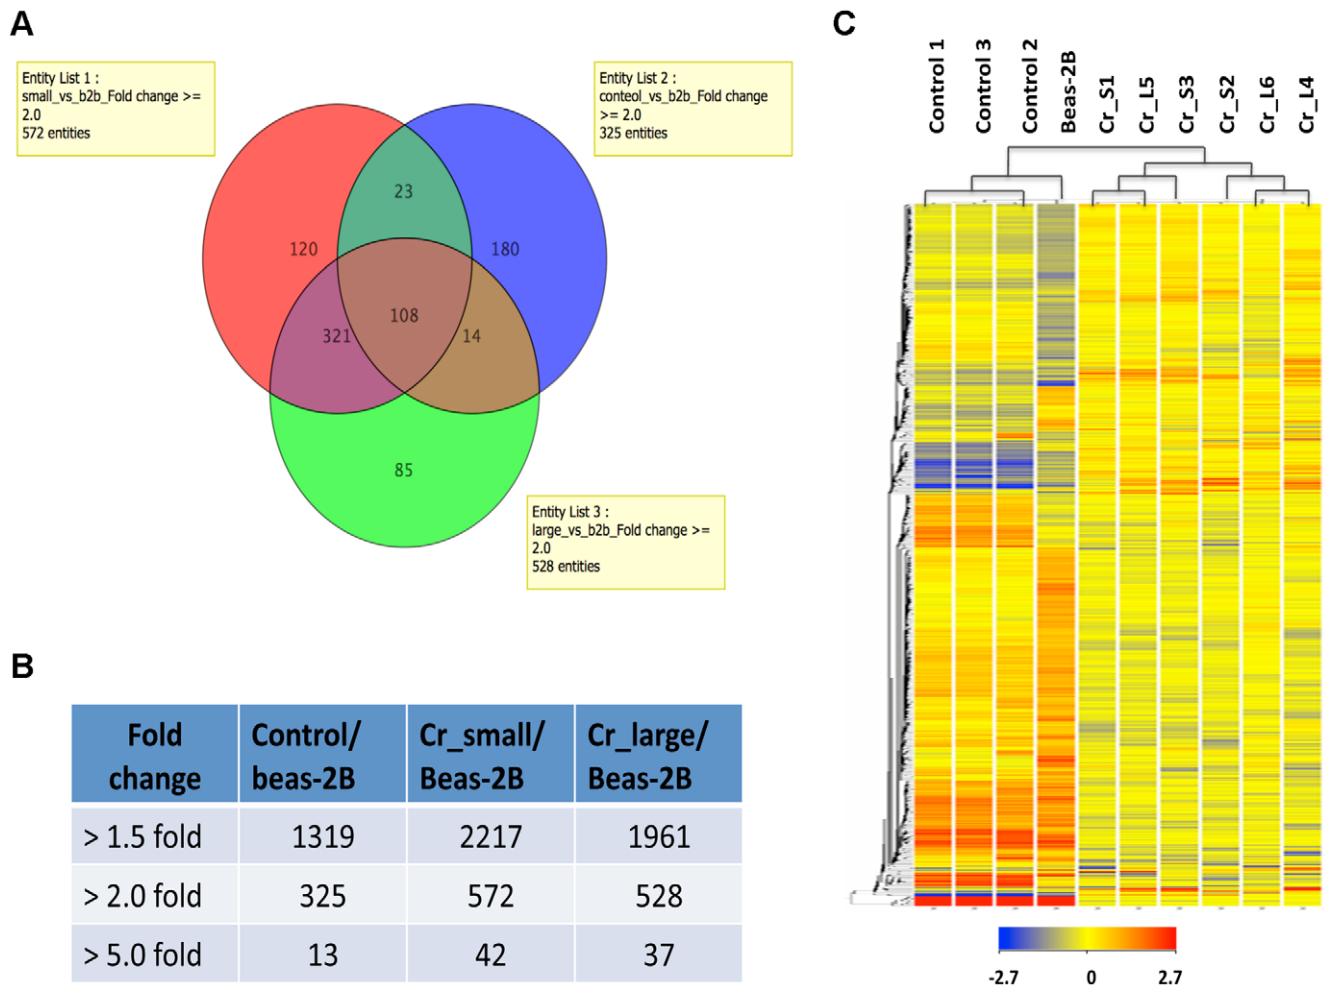 A
Entity List 1 :
small_vs_b2b_Fold change >=
2.0
572 entities
Entity List 2 :
conteol_vs_b2b_Fold change
>= 2.0
325 entities
23
120
180
108
321
14
85
Entity List 3 :
large_vs_b2b_Fold change >=
2.0
528 entities
B
Fold change
Control/ beas-2B
Cr_small/ Beas-2B
Cr_large/ Beas-2B
> 1.5 fold 1319 2217 1961
> 2.0 fold 325 572 528
> 5.0 fold 13 42 37
C
Control 1
Control 3
Control 2
Beas-2B
Cr_S1
Cr_L5
Cr_S3
Cr_S2
Cr_L6
Cr_L4
-2.7 0 2.7